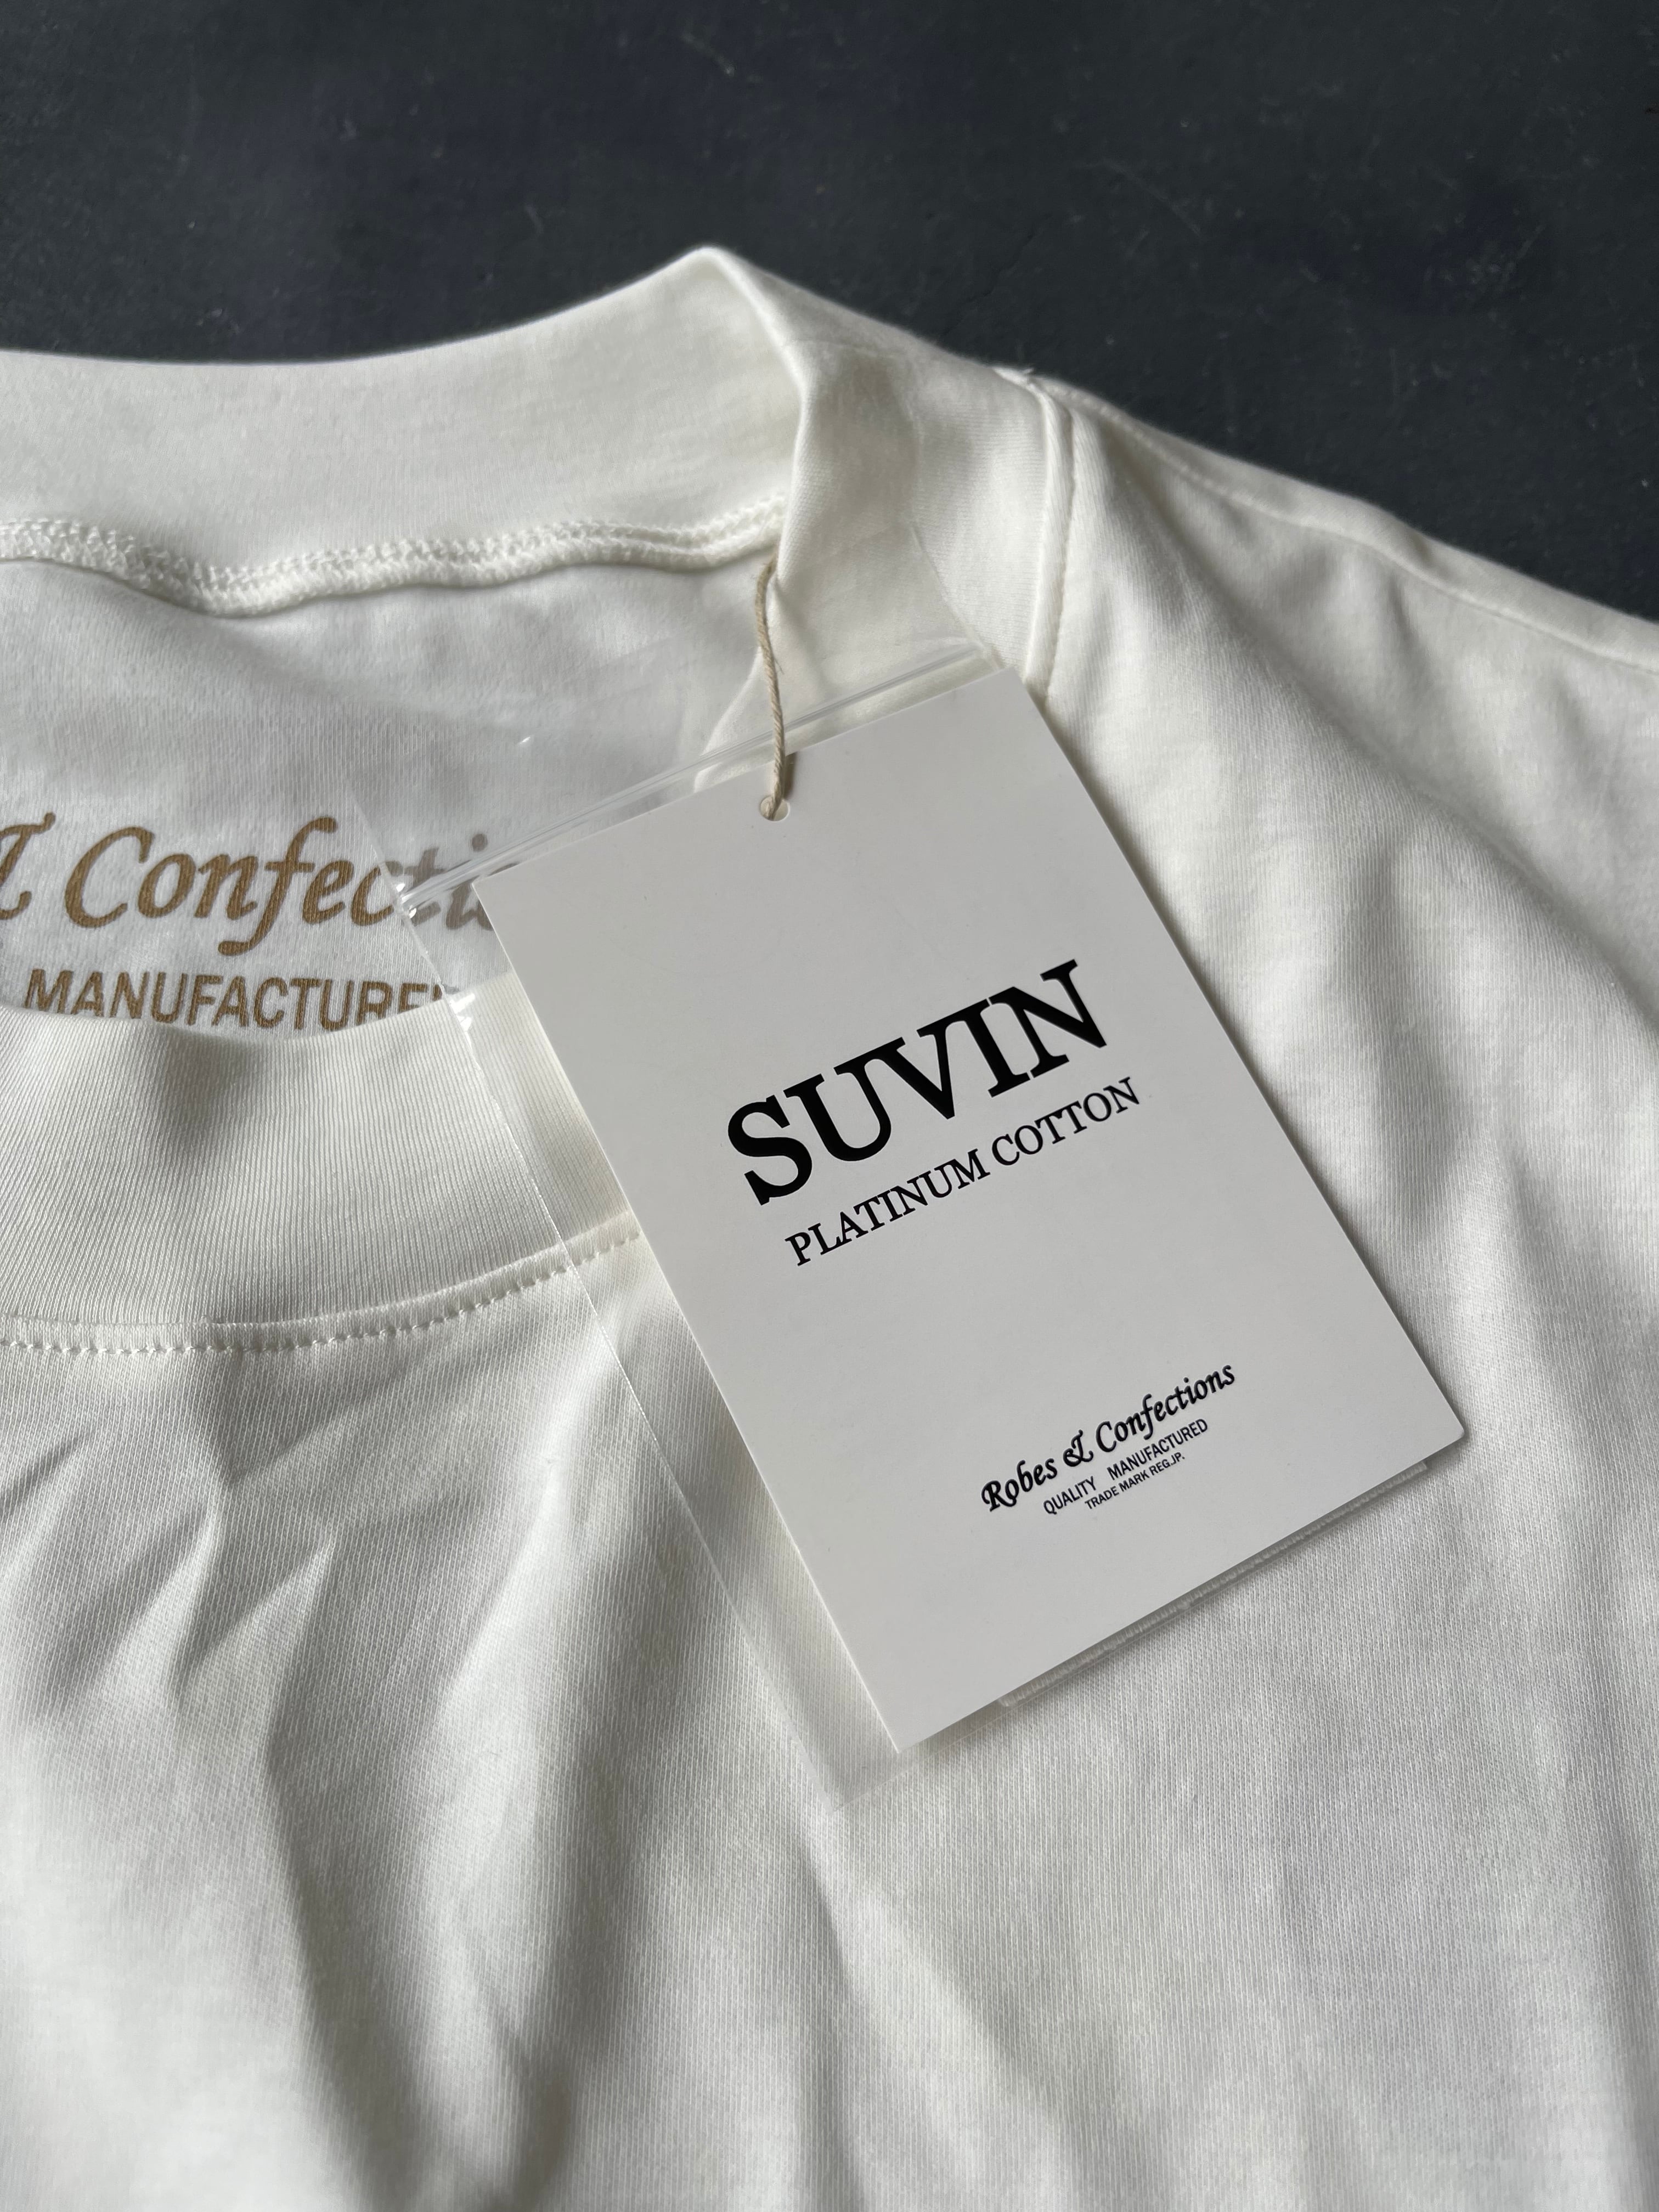 & Confecti
MANUFACTURE
SUVIN
PLATINUM COTTON
Robes & Confections
QUALITY MANUFACTURED
TRADE MARK REG.JP.